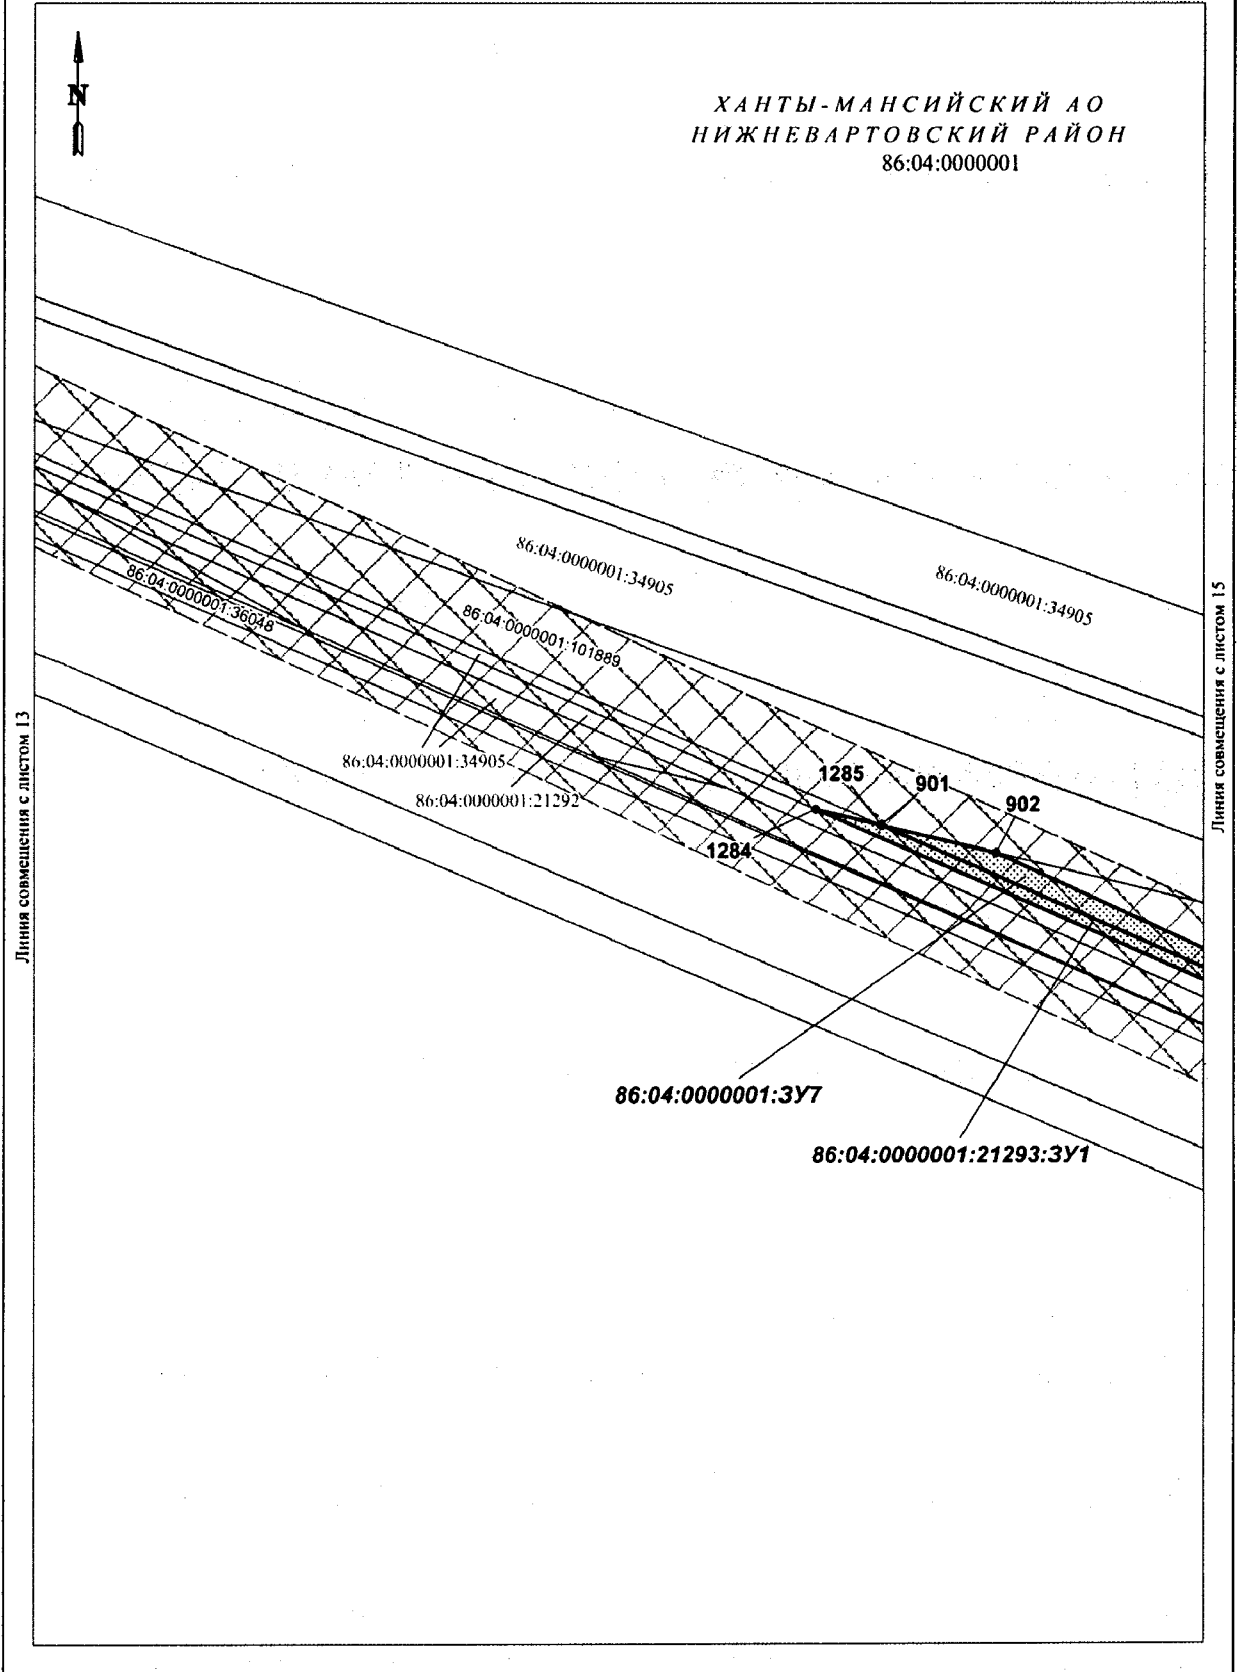 N
ХАНТЫ-МАНСИЙСКИЙ АО
НИЖНЕВАРТОВСКИЙ РАЙОН
86:04:0000001
86:04:0000001:34905
86:04:0000001:34905
86:04:0000001:36048
86:04:0000001:101889
86:04:0000001:34905
86:04:0000001:21292
1285
901
902
1284
86:04:0000001:ЗУ7
86:04:0000001:21293:ЗУ1
Линия совмещения с листом 13
Линия совмещения с листом 15